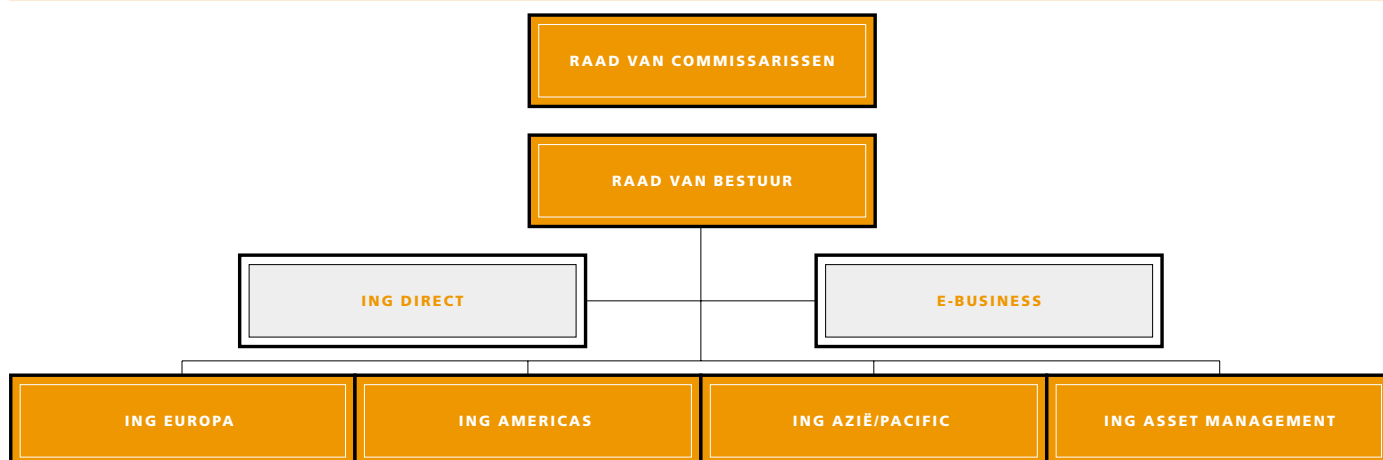 RAAD VAN COMMISSARISSEN
RAAD VAN BESTUUR
ING DIRECT
E-BUSINESS
ING EUROPA
ING AMERICAS
ING AZIË/PACIFIC
ING ASSET MANAGEMENT